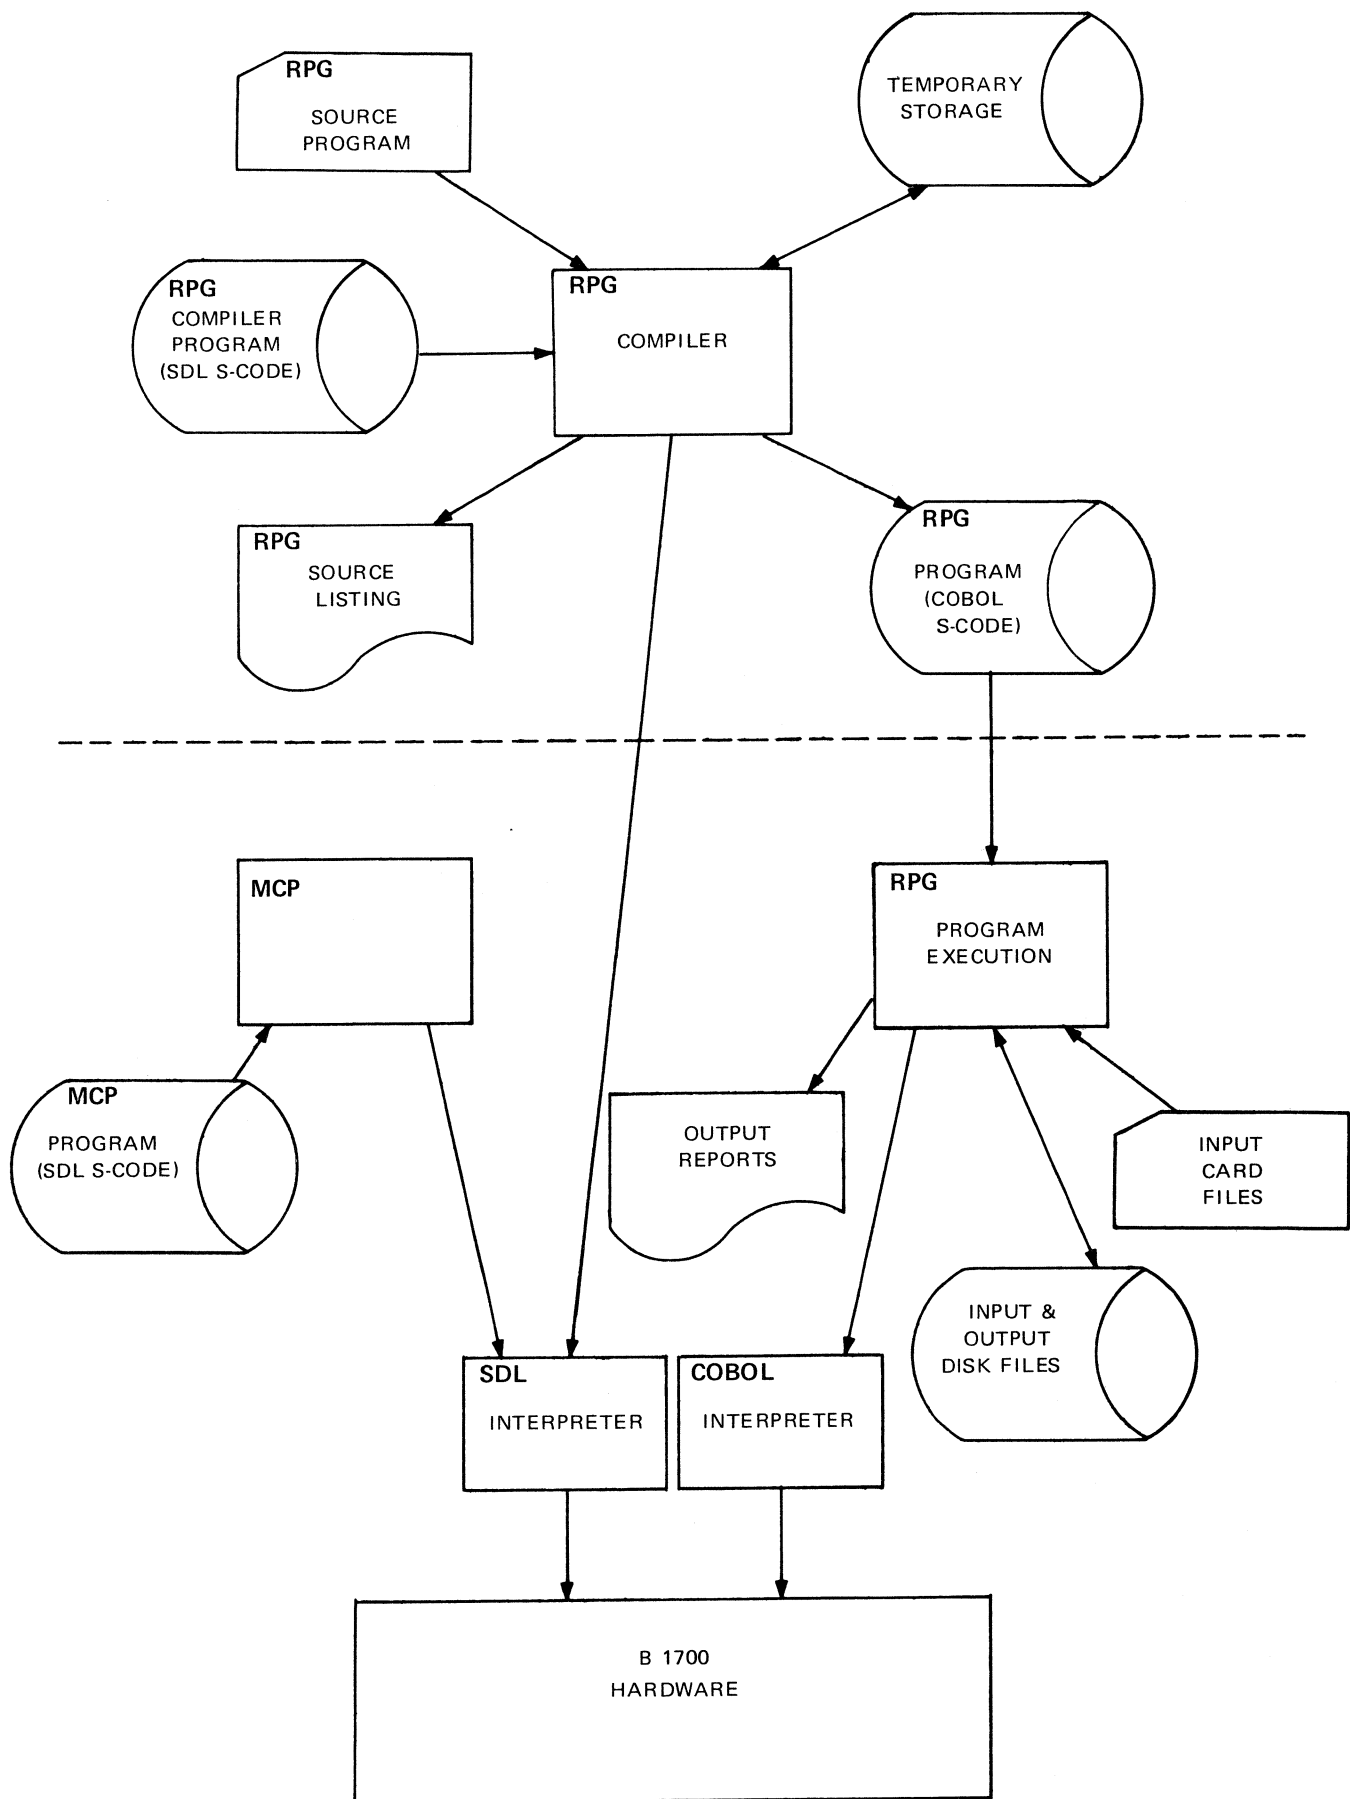 RPG
SOURCE
PROGRAM
TEMPORARY
STORAGE
RPG
COMPILER
PROGRAM
(SDL S-CODE)
RPG
COMPILER
RPG
SOURCE
LISTING
RPG
PROGRAM
(COBOL
S-CODE)
MCP
RPG
PROGRAM
EXECUTION
MCP
PROGRAM
(SDL S-CODE)
OUTPUT
REPORTS
INPUT
CARD
FILES
INPUT &
OUTPUT
DISK FILES
SDL
INTERPRETER
COBOL
INTERPRETER
B 1700
HARDWARE